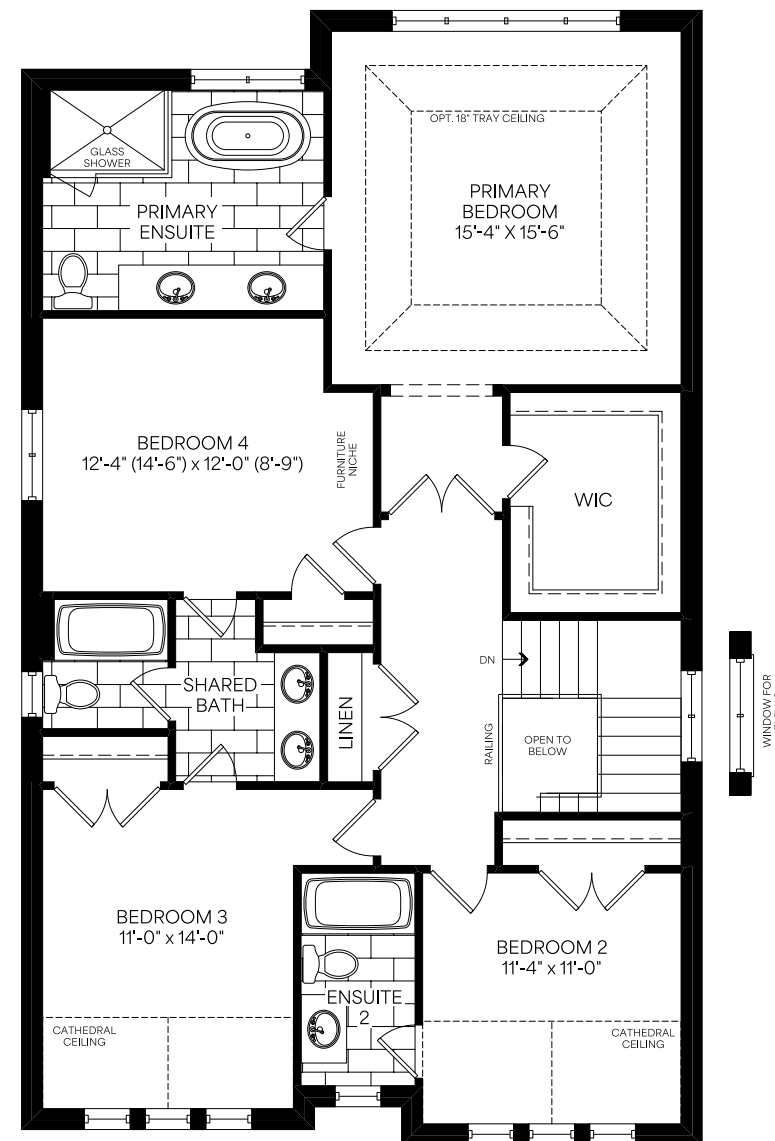 OPT. 18" TRAY CEILING
GLASS
SHOWER
PRIMARY
ENSUITE
PRIMARY
BEDROOM
15'-4" X 15'-6"
BEDROOM 4
12'-4" (14'-6") x 12'-0" (8'-9")
FURNITURE
NICHE
WIC
DN
SHARED
BATH
LINEN
RAILING
OPEN TO
BELOW
WINDOW FOR
BEDROOM 3
11'-0" x 14'-0"
BEDROOM 2
11'-4" x 11'-0"
ENSUITE
2
CATHEDRAL
CEILING
CATHEDRAL
CEILING